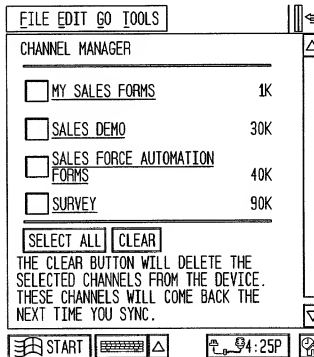 FILE EDIT GO TOOLS
CHANNEL MANAGER
MY SALES FORMS 1K
SALES DEMO 30K
SALES FORCE AUTOMATION
FORMS 40K
SURVEY 90K
SELECT ALL CLEAR
THE CLEAR BUTTON WILL DELETE THE
SELECTED CHANNELS FROM THE DEVICE.
THESE CHANNELS WILL COME BACK THE
NEXT TIME YOU SYNC.
START 4:25P